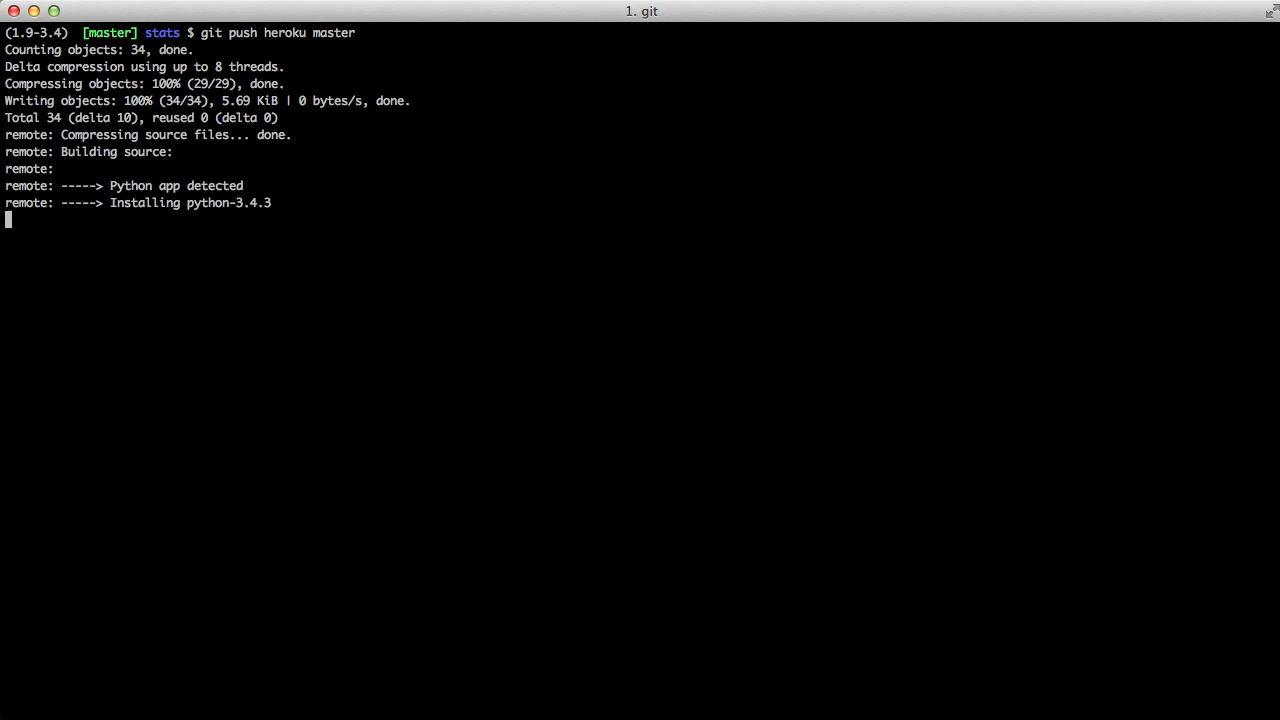 1. git
(1.9-3.4)  [master] stats $ git push heroku master
Counting objects: 34, done.
Delta compression using up to 8 threads.
Compressing objects: 100% (29/29), done.
Writing objects: 100% (34/34), 5.69 KiB | 0 bytes/s, done.
Total 34 (delta 10), reused 0 (delta 0)
remote: Compressing source files... done.
remote: Building source:
remote:
remote: -----> Python app detected
remote: -----> Installing python-3.4.3